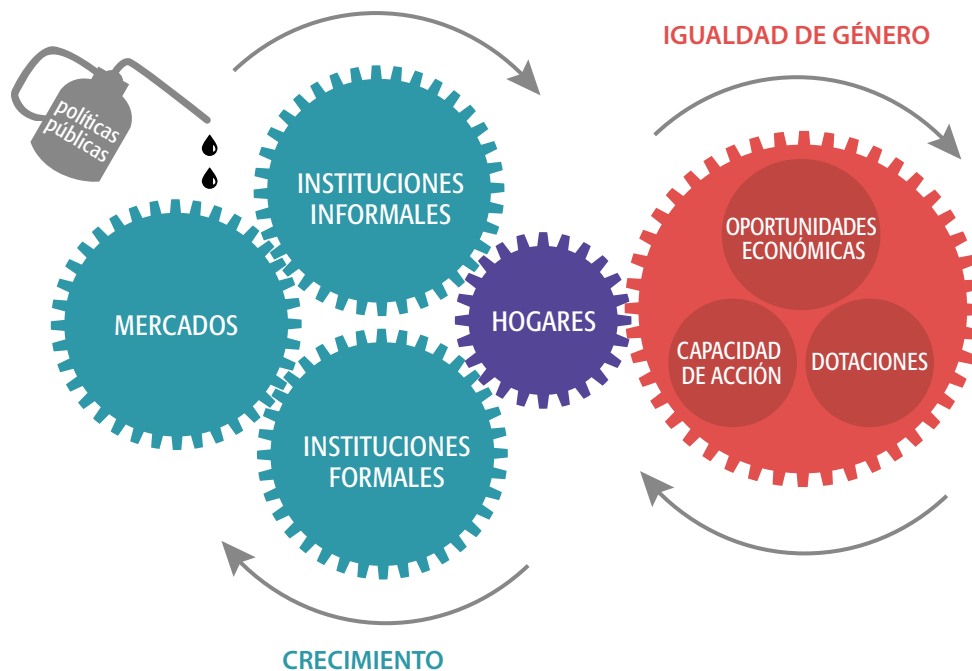 IGUALDAD DE GÉNERO
políticas
públicas
INSTITUCIONES
INFORMALES
OPORTUNIDADES
ECONÓMICAS
MERCADOS
HOGARES
CAPACIDAD
DE ACCIÓN
DOTACIONES
INSTITUCIONES
FORMALES
CRECIMIENTO